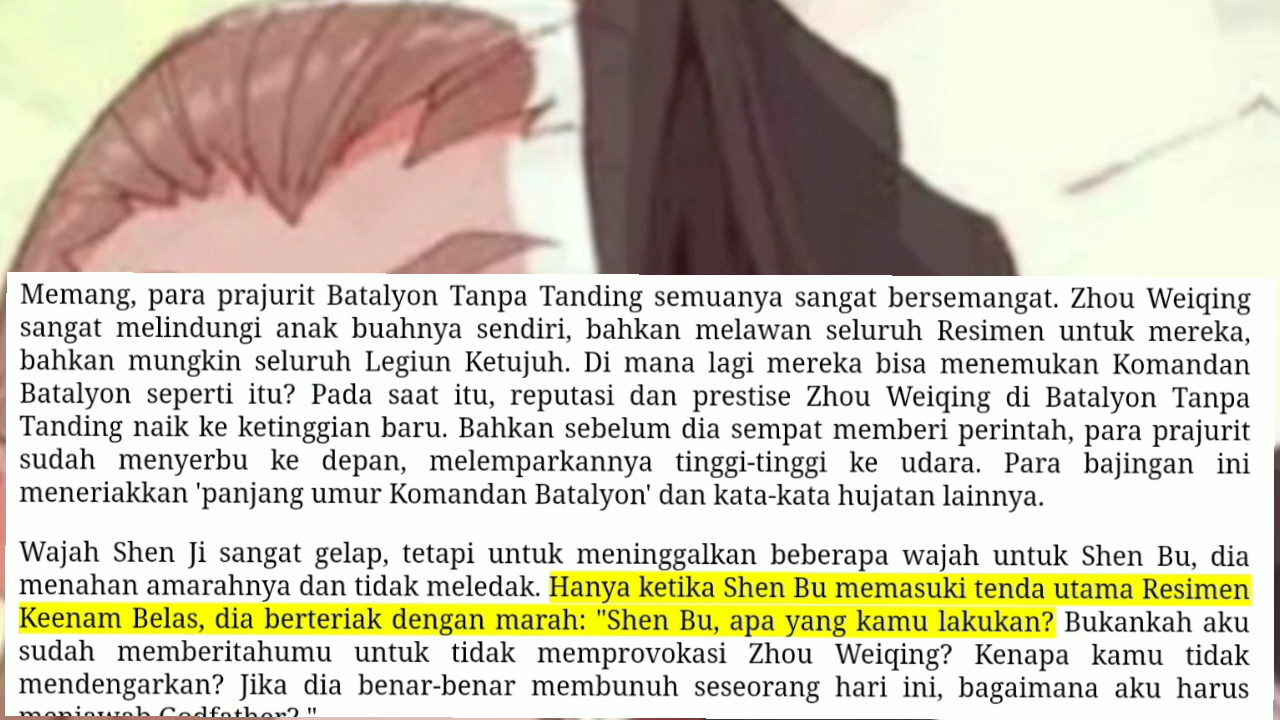 Memang, para prajurit Batalyon Tanpa Tanding semuanya sangat bersemangat. Zhou Weiqing
sangat melindungi anak buahnya sendiri, bahkan melawan seluruh Resimen untuk mereka,
bahkan mungkin seluruh Legiun Ketujuh. Di mana lagi mereka bisa menemukan Komandan
Batalyon seperti itu? Pada saat itu, reputasi dan prestise Zhou Weiqing di Batalyon Tanpa
Tanding naik ke ketinggian baru. Bahkan sebelum dia sempat memberi perintah, para prajurit
sudah menyerbu ke depan, melemparkannya tinggi-tinggi ke udara. Para bajingan ini
meneriakkan 'panjang umur Komandan Batalyon' dan kata-kata hujatan lainnya.
Wajah Shen Ji sangat gelap, tetapi untuk meninggalkan beberapa wajah untuk Shen Bu, dia
menahan amarahnya dan tidak meledak. Hanya ketika Shen Bu memasuki tenda utama Resimen
Keenam Belas, dia berteriak dengan marah: "Shen Bu, apa yang kamu lakukan? Bukankah aku
sudah memberitahumu untuk tidak memprovokasi Zhou Weiqing? Kenapa kamu tidak
mendengarkan? Jika dia benar-benar membunuh seseorang hari ini, bagaimana aku harus
menjawab Godfather? "